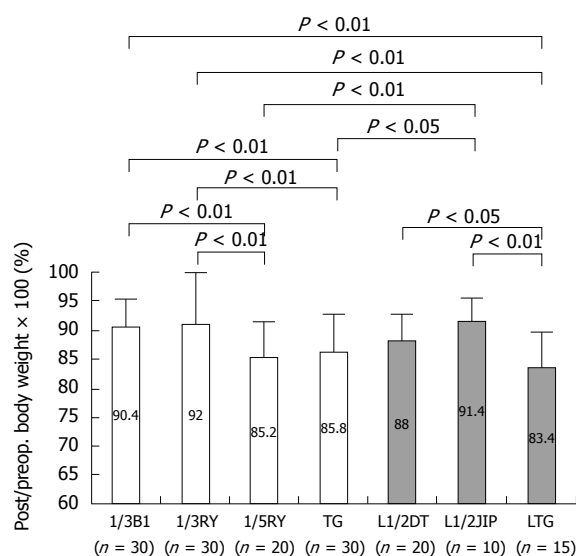 P < 0.01
P < 0.01
P < 0.01
P < 0.05
P < 0.01
P < 0.01
P < 0.01
P < 0.05
P < 0.01
P < 0.01
Post/preop. body weight × 100 (%)
100
95
90
85
80
75
70
65
60
90.4
92
85.2
85.8
88
91.4
83.4
1/3B1 1/3RY 1/5RY TG L1/2DT L1/2JIP LTG
(n = 30) (n = 30) (n = 20) (n = 30) (n = 20) (n = 10) (n = 15)